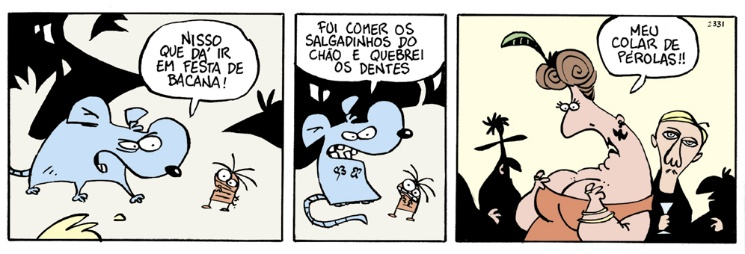 NISSO
QUE DÁ IR
EM FESTA DE
BACANA!
FUI COMER OS
SALGADINHOS DO
CHÃO E QUEBREI
OS DENTES
2331
MEU
COLAR DE
PÉROLAS!!